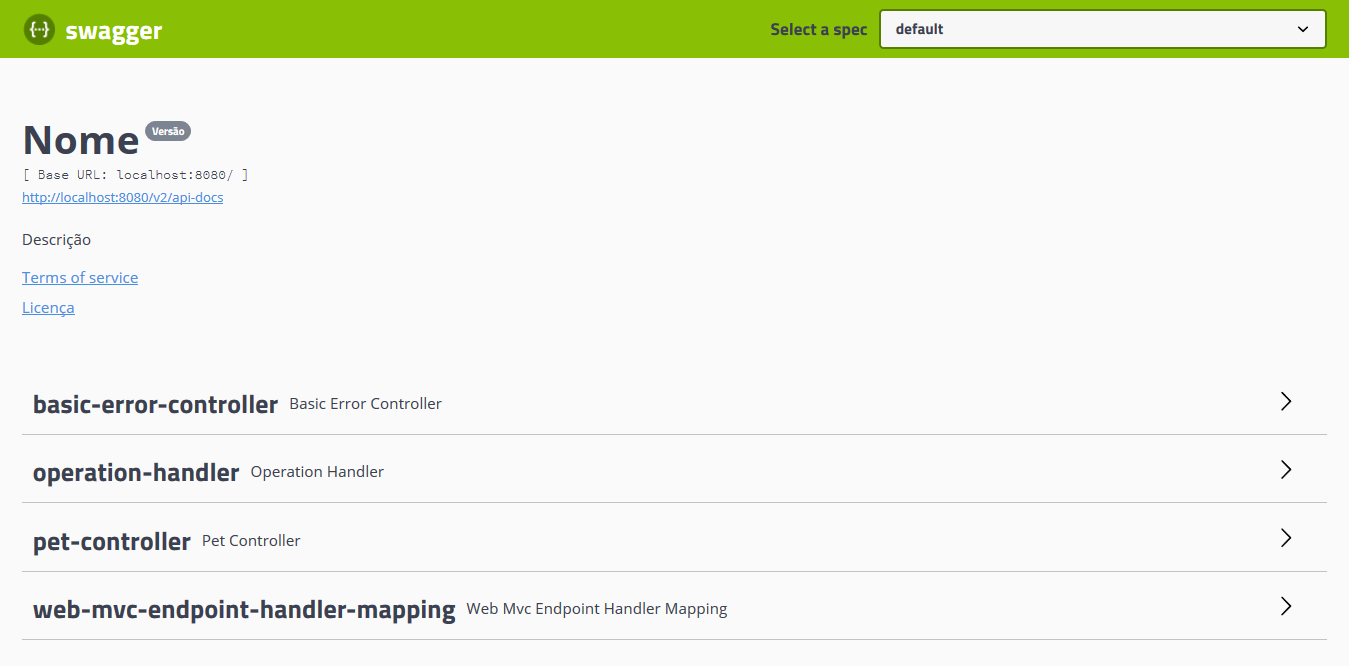 {···} swagger Select a spec default
Nome Versão
[ Base URL: localhost:8080/ ]
http://localhost:8080/v2/api-docs
Descrição
Terms of service
Licença
basic-error-controller Basic Error Controller
operation-handler Operation Handler
pet-controller Pet Controller
web-mvc-endpoint-handler-mapping Web Mvc Endpoint Handler Mapping